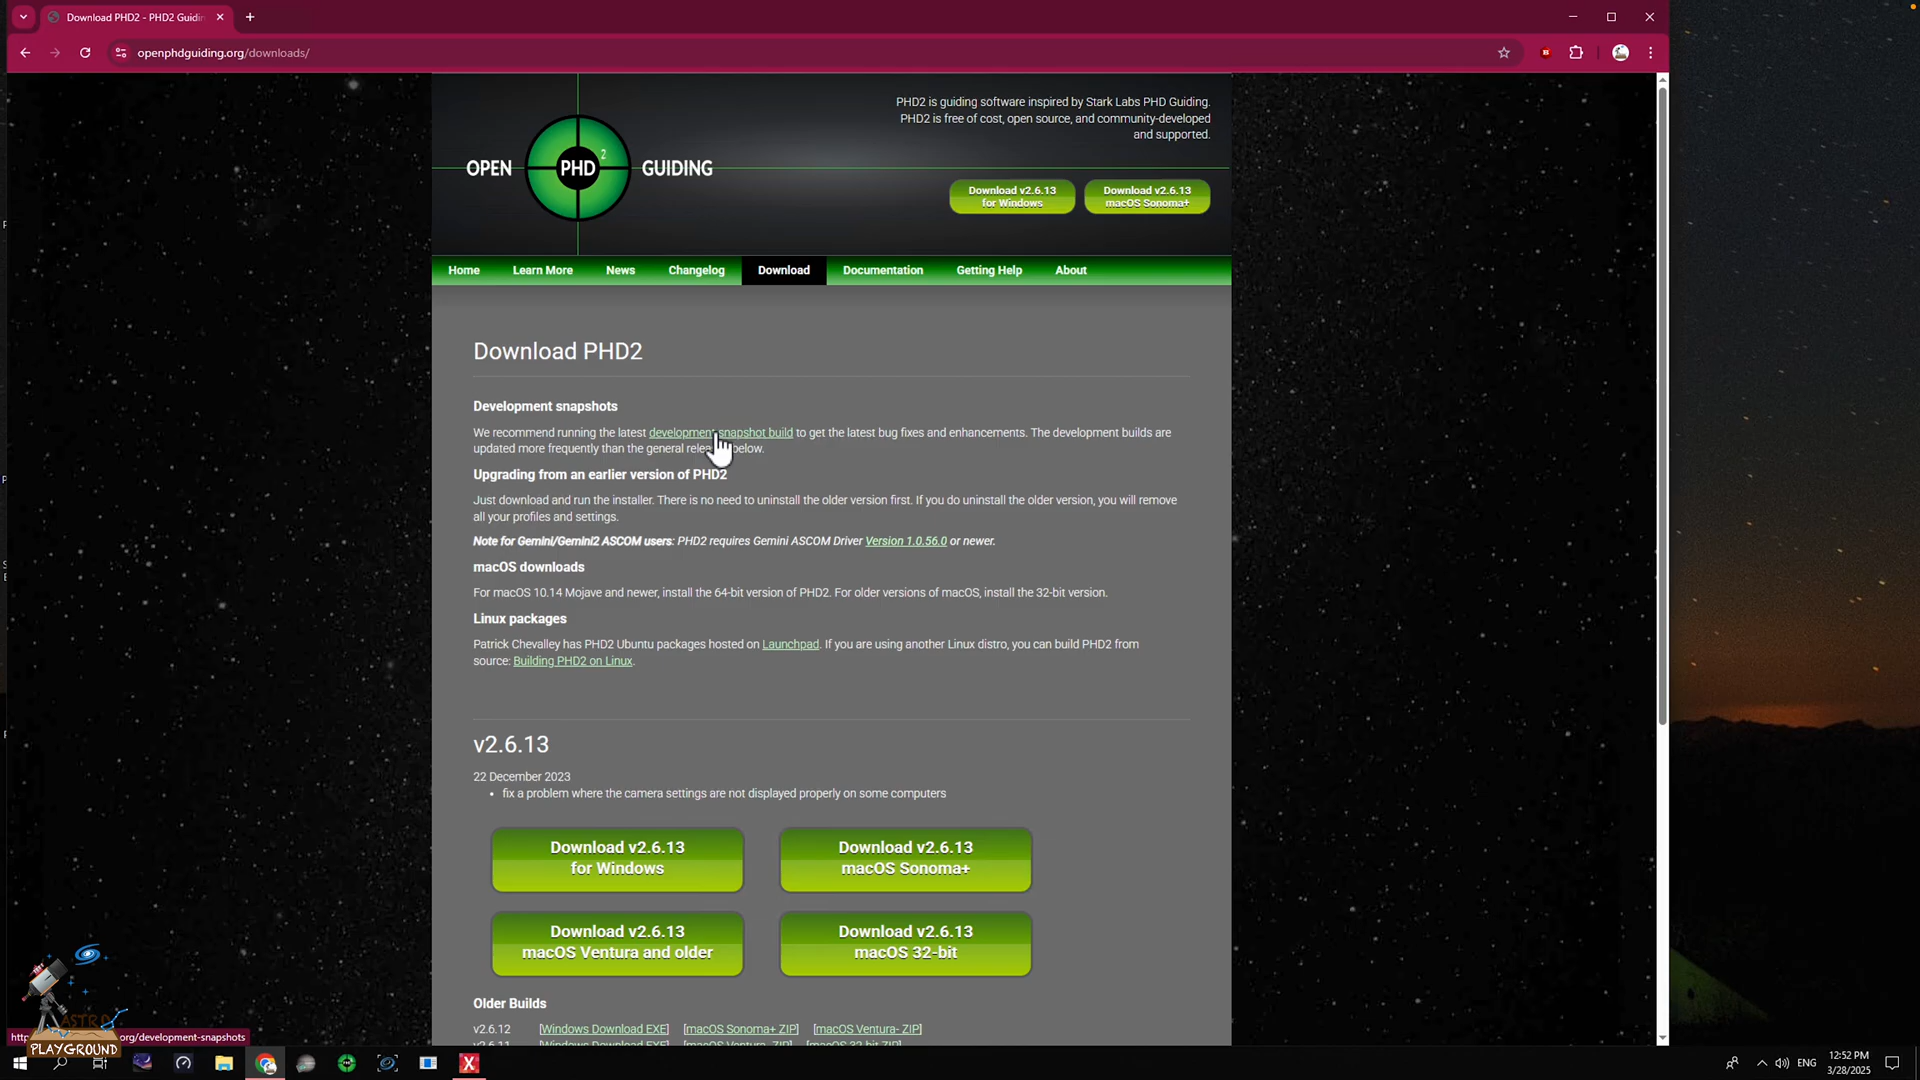 Download PHD2 - PHD2 Guidin
openphdguiding.org/downloads/
PHD2 is guiding software inspired by Stark Labs PHD Guiding.
PHD2 is free of cost, open source, and community-developed
and supported.
OPEN PHD 2 GUIDING
Download v2.6.13
for Windows
Download v2.6.13
macOS Sonoma+
Home Learn More News Changelog Download Documentation Getting Help About
Download PHD2
Development snapshots
We recommend running the latest development snapshot build to get the latest bug fixes and enhancements. The development builds are
updated more frequently than the general below.
Upgrading from an earlier version of PHD2
Just download and run the installer. There is no need to uninstall the older version first. If you do uninstall the older version, you will remove
all your profiles and settings.
Note for Gemini/Gemini2 ASCOM users: PHD2 requires Gemini ASCOM Driver Version 1.0.56.0 or newer.
macOS downloads
For macOS 10.14 Mojave and newer, install the 64-bit version of PHD2. For older versions of macOS, install the 32-bit version.
Linux packages
Patrick Chevalley has PHD2 Ubuntu packages hosted on Launchpad. If you are using another Linux distro, you can build PHD2 from
source: Building PHD2 on Linux.
v2.6.13
22 December 2023
• fix a problem where the camera settings are not displayed properly on some computers
Download v2.6.13
for Windows
Download v2.6.13
macOS Sonoma+
Download v2.6.13
macOS Ventura and older
Download v2.6.13
macOS 32-bit
Older Builds
v2.6.12 [Windows Download EXE] [macOS Sonoma+ ZIP] [macOS Ventura- ZIP]
org/development-snapshots
ASTRO
PLAYGROUND
ENG
12:52 PM
3/28/2025